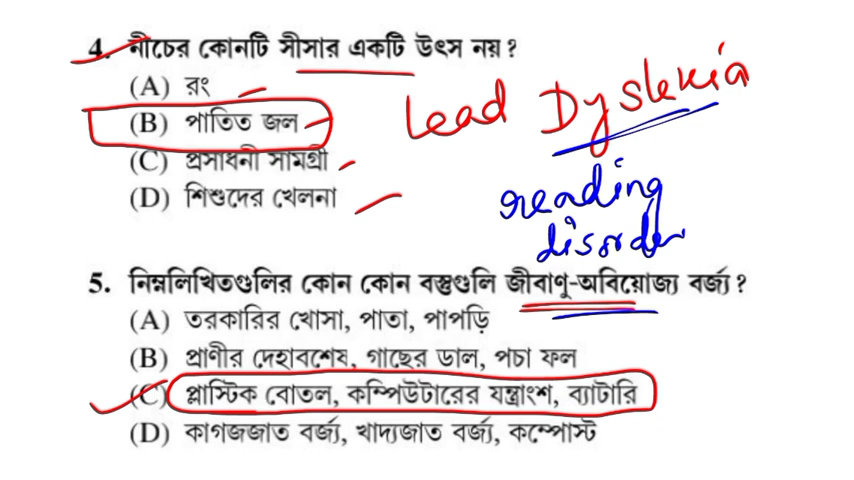 4. নীচের কোনটি সীসার একটি উৎস নয় ?
(A) রং
(B) পাতিত জল
(C) প্রসাধনী সামগ্রী
(D) শিশুদের খেলনা
Lead Dyslexia
reading
disorder
5. নিম্নলিখিতগুলির কোন কোন বস্তুগুলি জীবাণু-অবিয়োজ্য বর্জ্য ?
(A) তরকারির খোসা, পাতা, পাপড়ি
(B) প্রাণীর দেহাবশেষ, গাছের ডাল, পচা ফল
(C) প্লাস্টিক বোতল, কম্পিউটারের যন্ত্রাংশ, ব্যাটারি
(D) কাগজজাত বর্জ্য, খাদ্যজাত বর্জ্য, কম্পোস্ট